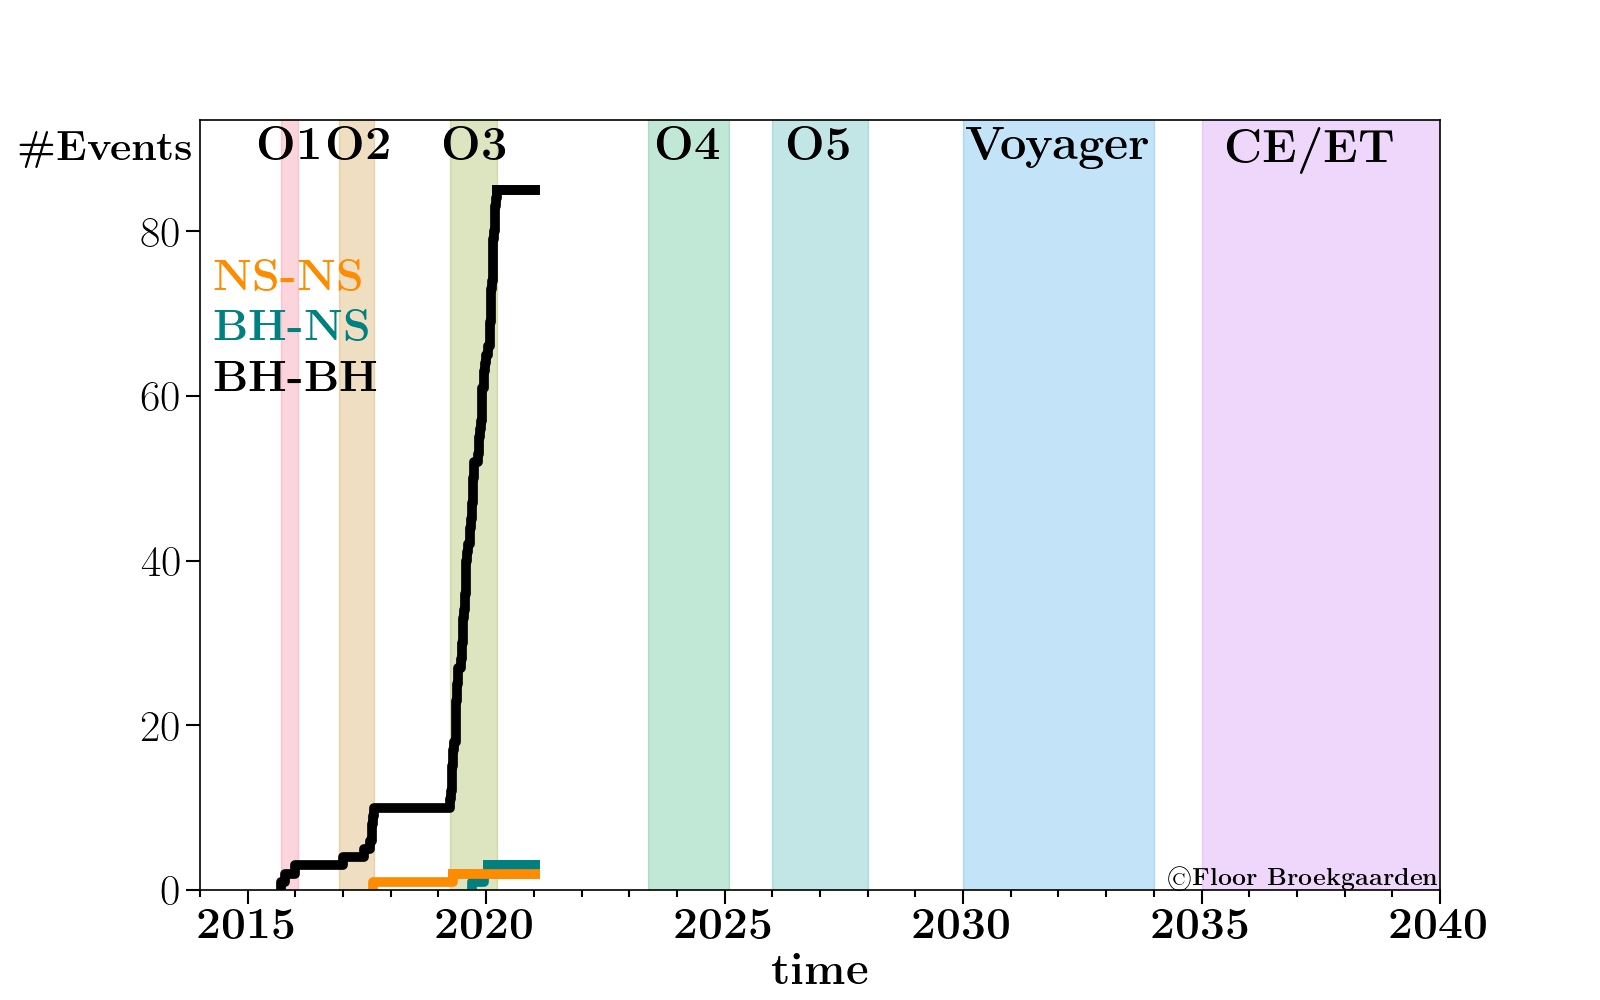 #Events O1 O2 O3 O4 O5 Voyager CE/ET
80
NS-NS
BH-NS
BH-BH
60
40
20
0
©Floor Broekgaarden
2015 2020 2025 2030 2035 2040
time